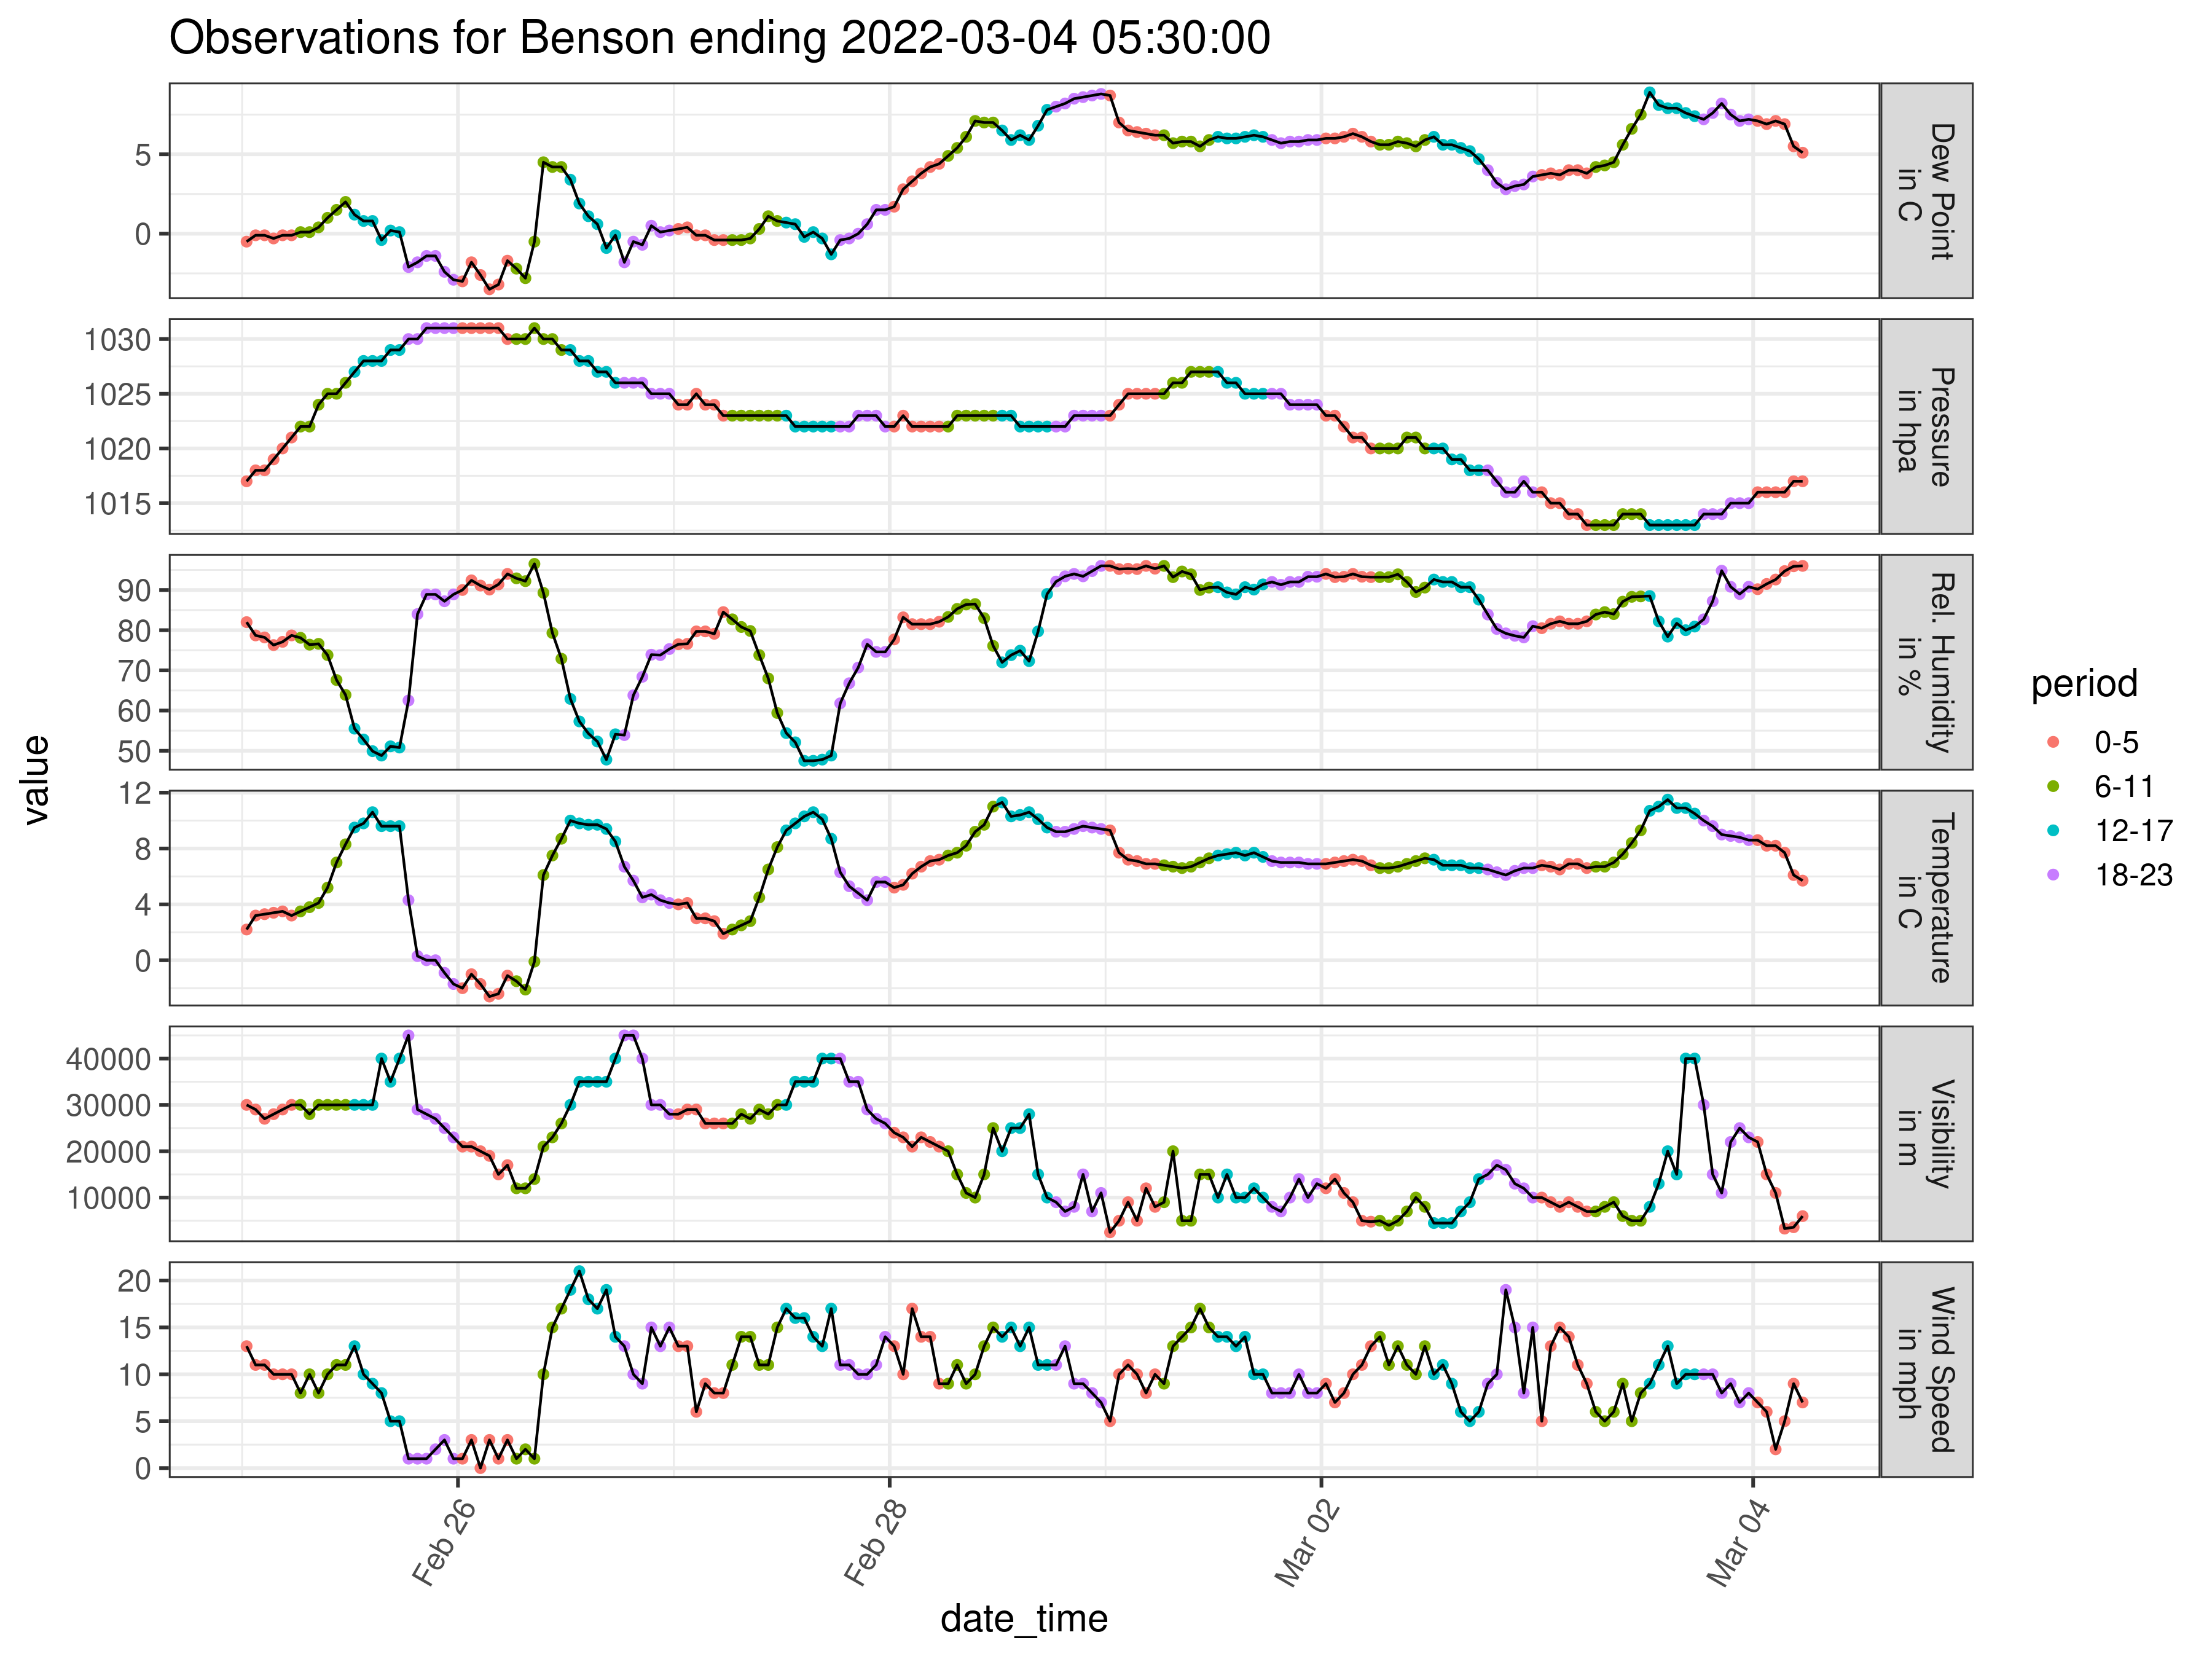 Observations for Benson ending 2022-03-04 05:30:00
value
5
0
Dew Point
in C
1030
1025
1020
1015
Pressure
in hpa
90
80
70
60
50
Rel. Humidity
in %
12
8
4
0
Temperature
in C
40000
30000
20000
10000
Visibility
in m
20
15
10
5
0
Wind Speed
in mph
Feb 26
Feb 28
Mar 02
Mar 04
date_time
period
0-5
6-11
12-17
18-23